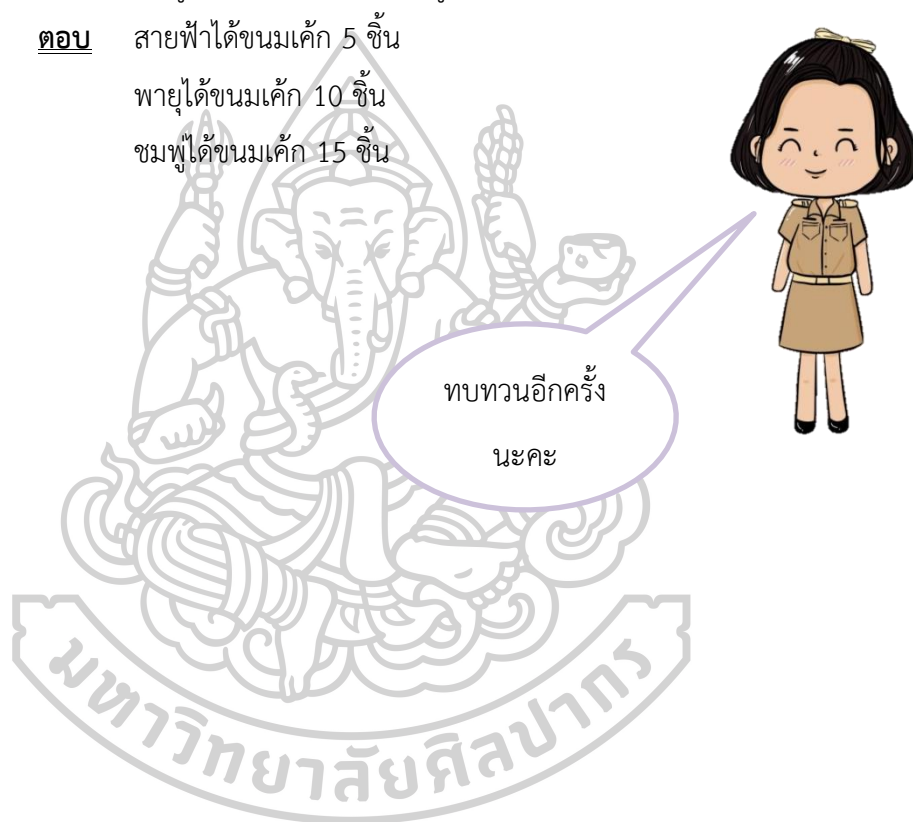 ตอบ สายฟ้าได้ขนมเค้ก 5 ชิ้น
พายุได้ขนมเค้ก 10 ชิ้น
ชมพู่ได้ขนมเค้ก 15 ชิ้น
ทบทวนอีกครั้ง
นะคะ
มหาวิทยาลัยศิลปากร